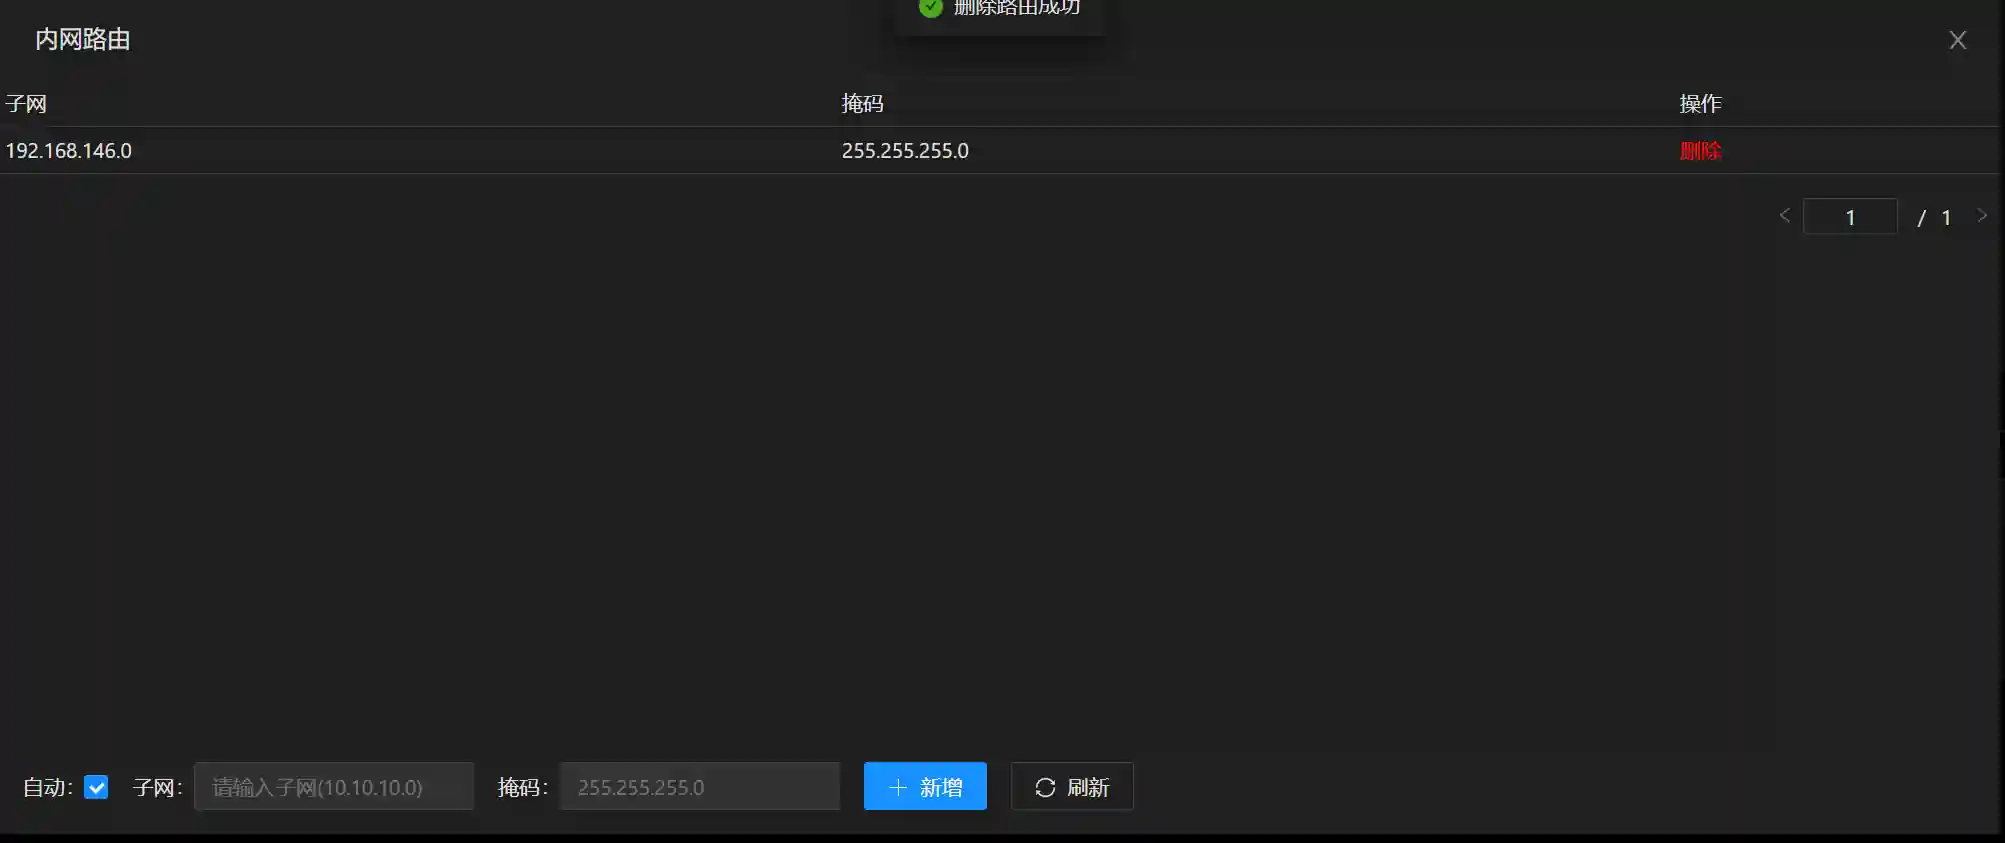 删除路由成功
内网路由
子网 掩码 操作
192.168.146.0 255.255.255.0 删除
1 / 1
自动: 子网: 请输入子网(10.10.10.0) 掩码: 255.255.255.0 新增 刷新